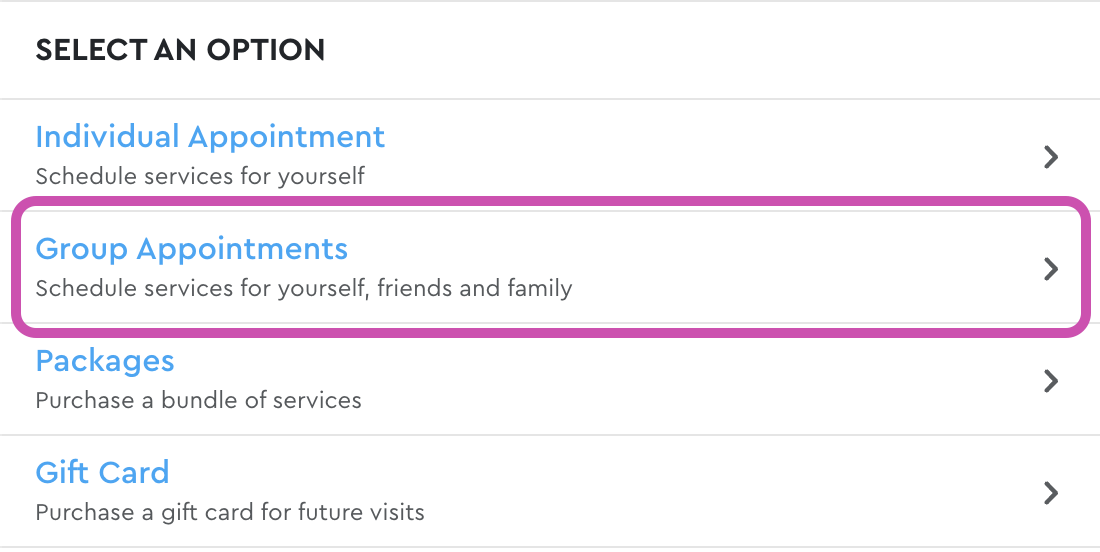 SELECT AN OPTION
Individual Appointment
Schedule services for yourself
Group Appointments
Schedule services for yourself, friends and family
Packages
Purchase a bundle of services
Gift Card
Purchase a gift card for future visits